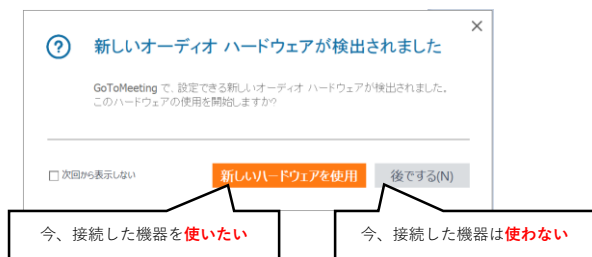 新しいオーディオ ハードウェアが検出されました
GoToMeeting で、設定できる新しいオーディオ ハードウェアが検出されました。
このハードウェアの使用を開始しますか?
次回から表示しない
新しいハードウェアを使用
後でする(N)
今、接続した機器を使いたい
今、接続した機器は使わない